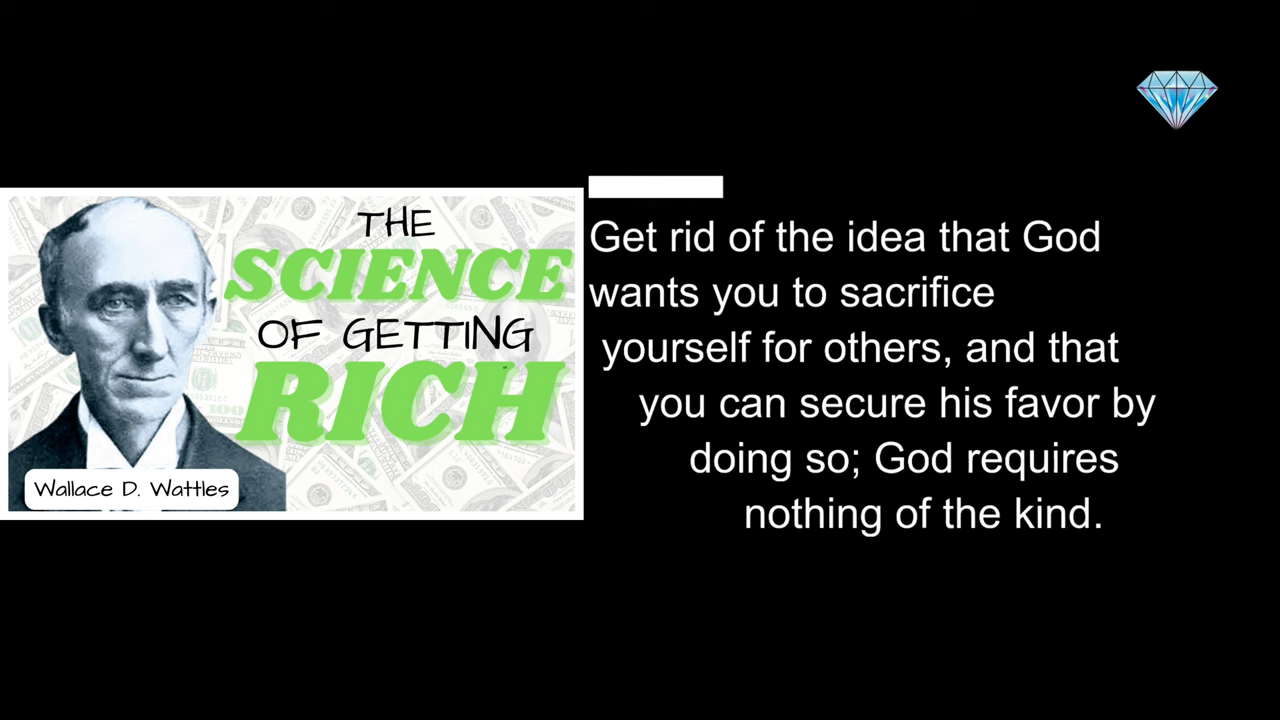 THE
SCIENCE
OF GETTING
RICH
Wallace D. Wattles
Get rid of the idea that God
wants you to sacrifice
yourself for others, and that
you can secure his favor by
doing so; God requires
nothing of the kind.